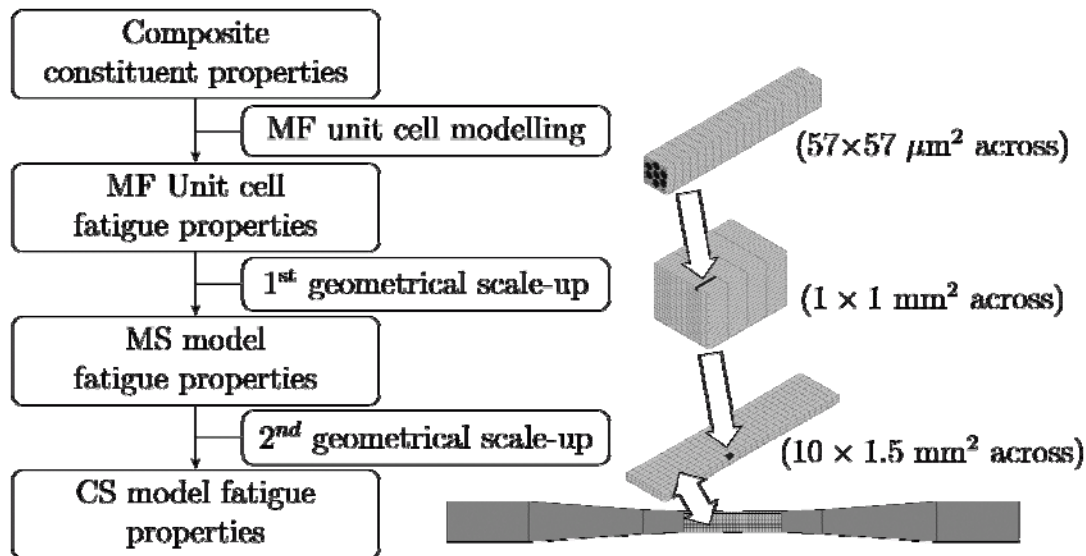 Composite
constituent properties
MF unit cell modelling
(57×57 μm² across)
MF Unit cell
fatigue properties
1ˢᵗ geometrical scale-up
(1 × 1 mm² across)
MS model
fatigue properties
2ⁿᵈ geometrical scale-up
(10 × 1.5 mm² across)
CS model fatigue
properties